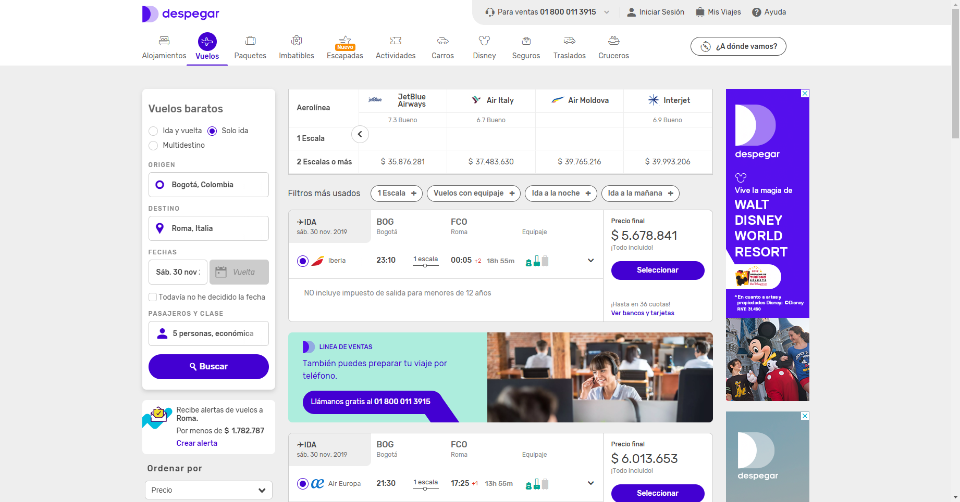 despegar
Para ventas 01 800 011 3915
Iniciar Sesión
Mis Viajes
Ayuda
Alojamientos
Vuelos
Paquetes
Imbatibles
Nuevo
Escapadas
Actividades
Carros
Disney
Seguros
Traslados
Cruceros
¿A dónde vamos?
Vuelos baratos
Ida y vuelta
Solo ida
Multidestino
ORIGEN
Bogotá, Colombia
DESTINO
Roma, Italia
FECHAS
Sáb. 30 nov.
Vuelta
Todavía no he decidido la fecha
PASAJEROS Y CLASE
5 personas, económica
Buscar
Recibe alertas de vuelos a
Roma.
Por menos de $ 1.782.787
Crear alerta
Ordenar por
Precio
Aerolínea
JetBlue
Airways
Air Italy
Air Moldova
Interjet
7.3 Bueno
6.7 Bueno
6.9 Bueno
1 Escala
2 Escalas o más
$ 35.876.281
$ 37.483.630
$ 39.765.216
$ 39.993.206
Filtros más usados
1 Escala +
Vuelos con equipaje +
Ida a la noche +
Ida a la mañana +
IDA
BOG
FCO
sáb. 30 nov. 2019
Bogotá
Roma
Equipaje
Iberia
23:10
1 escala
00:05 +2
18h 55m
NO incluye impuesto de salida para menores de 12 años
Precio final
$ 5.678.841
¡Todo incluido!
Seleccionar
¡Hasta en 36 cuotas!
Ver bancos y tarjetas
LINEA DE VENTAS
También puedes preparar tu viaje por
teléfono.
Llámanos gratis al 01 800 011 3915
IDA
BOG
FCO
sáb. 30 nov. 2019
Bogotá
Roma
Equipaje
Air Europa
21:30
1 escala
17:25 +1
13h 55m
Precio final
$ 6.013.653
¡Todo incluido!
Seleccionar
despegar
Vive la magia de
WALT
DISNEY
WORLD
RESORT
*En cuanto a artes y
propiedades Disney: ©Disney
RNT 31.400
despegar